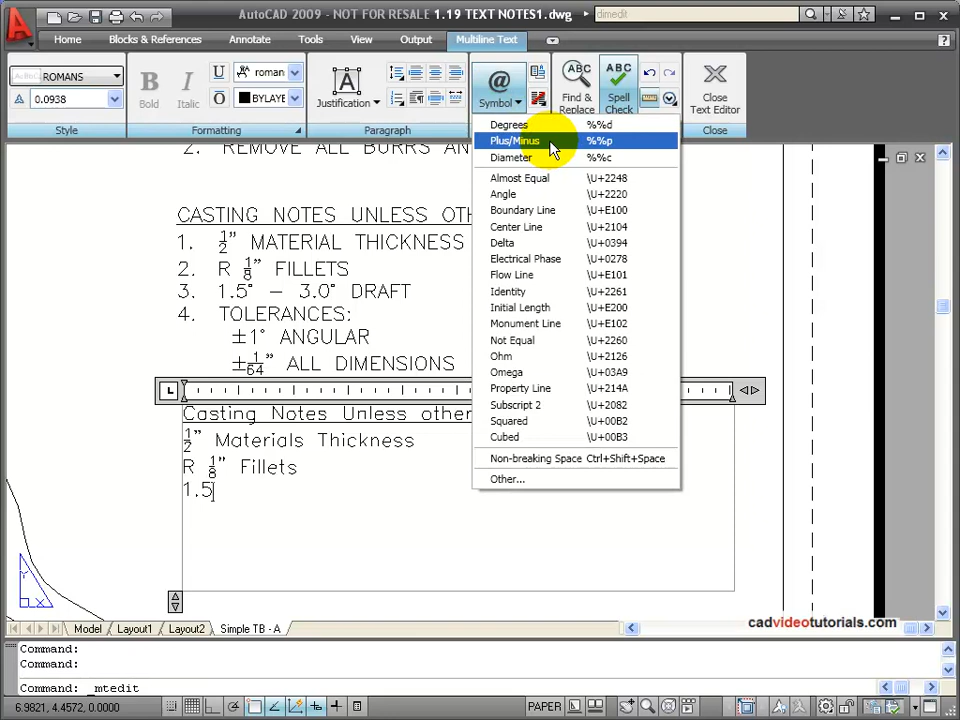 AutoCAD 2009 - NOT FOR RESALE 1.19 TEXT NOTES1.dwg
dimedit
Home Blocks & References Annotate Tools View Output Multiline Text
ROMANS
0.0938
Style
B Bold
I Italic
U
O
roman
BYLAYE
Formatting
A Justification
Paragraph
@ Symbol
ABC Find & Replace
ABC Spell Check
Close Text Editor
Close
Degrees %%d
Plus/Minus %%p
Diameter %%c
Almost Equal \U+2248
Angle \U+2220
Boundary Line \U+E100
Center Line \U+2104
Delta \U+0394
Electrical Phase \U+0278
Flow Line \U+E101
Identity \U+2261
Initial Length \U+E200
Monument Line \U+E102
Not Equal \U+2260
Ohm \U+2126
Omega \U+03A9
Property Line \U+214A
Subscript 2 \U+2082
Squared \U+00B2
Cubed \U+00B3
Non-breaking Space Ctrl+Shift+Space
Other...
2. REMOVE ALL BURRS AN
CASTING NOTES UNLESS OTH
1. 1/2" MATERIAL THICKNESS
2. R 1/8" FILLETS
3. 1.5° - 3.0° DRAFT
4. TOLERANCES:
±1° ANGULAR
±1/64" ALL DIMENSIONS
L
Casting Notes Unless other
1/2" Materials Thickness
R 1/8" Fillets
1.5
X
cadvideotutorials.com
Model Layout1 Layout2 Simple TB - A
Command:
Command:
Command: _mtedit
6.9821, 4.4572, 0.0000
PAPER